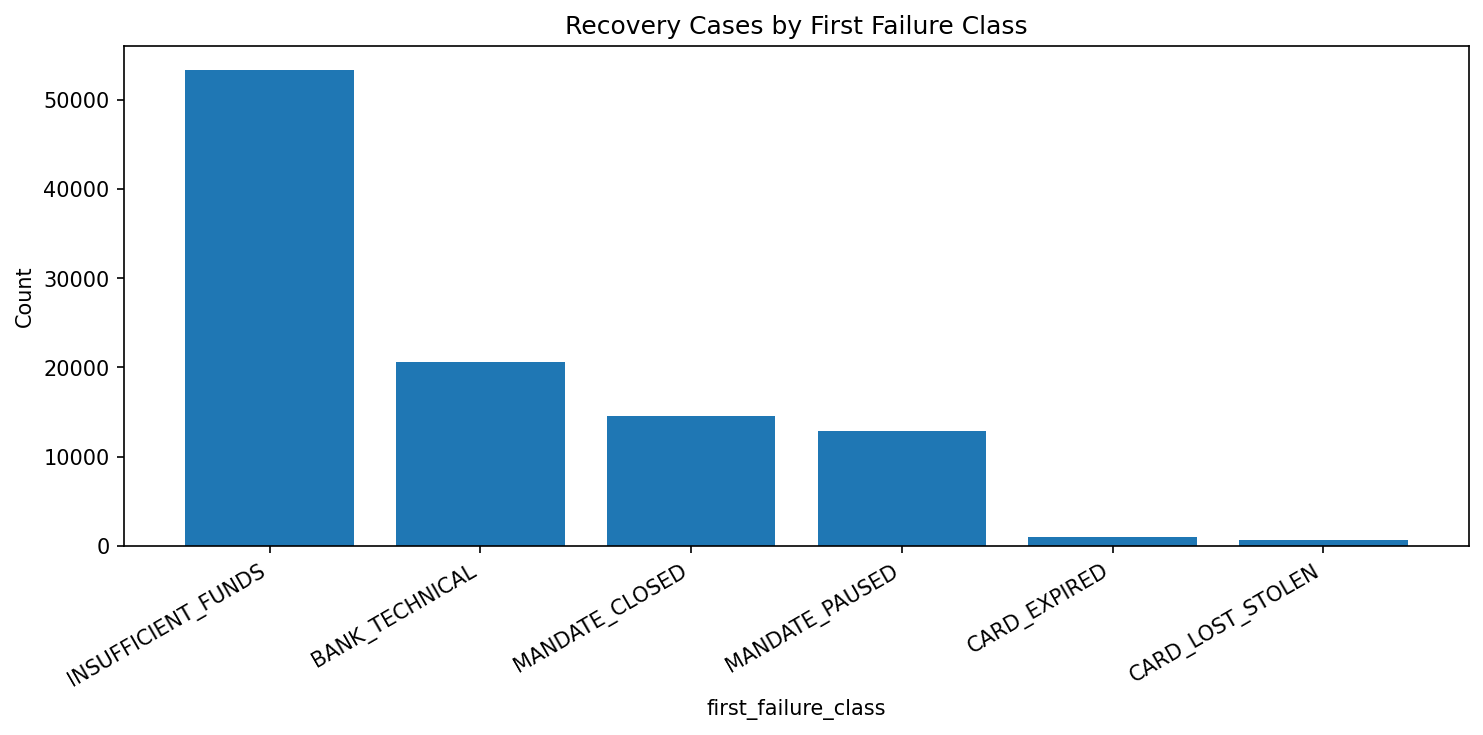 Recovery Cases by First Failure Class
50000
40000
30000
20000
10000
0
Count
INSUFFICIENT_FUNDS
BANK_TECHNICAL
MANDATE_CLOSED
MANDATE_PAUSED
CARD_EXPIRED
CARD_LOST_STOLEN
first_failure_class